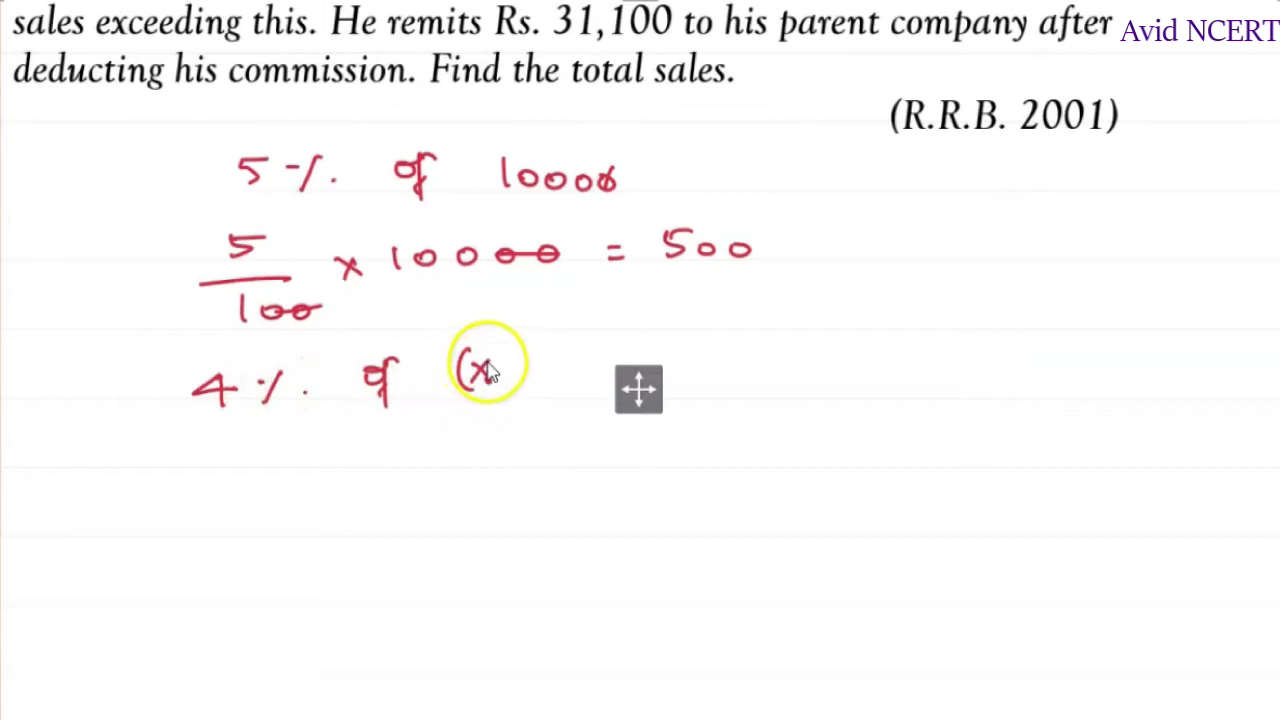 sales exceeding this. He remits Rs. 31,100 to his parent company after
Avid NCERT
deducting his commission. Find the total sales.
(R.R.B. 2001)
5 %. of 10000
5/100 × 10000 = 500
4 %. of (x